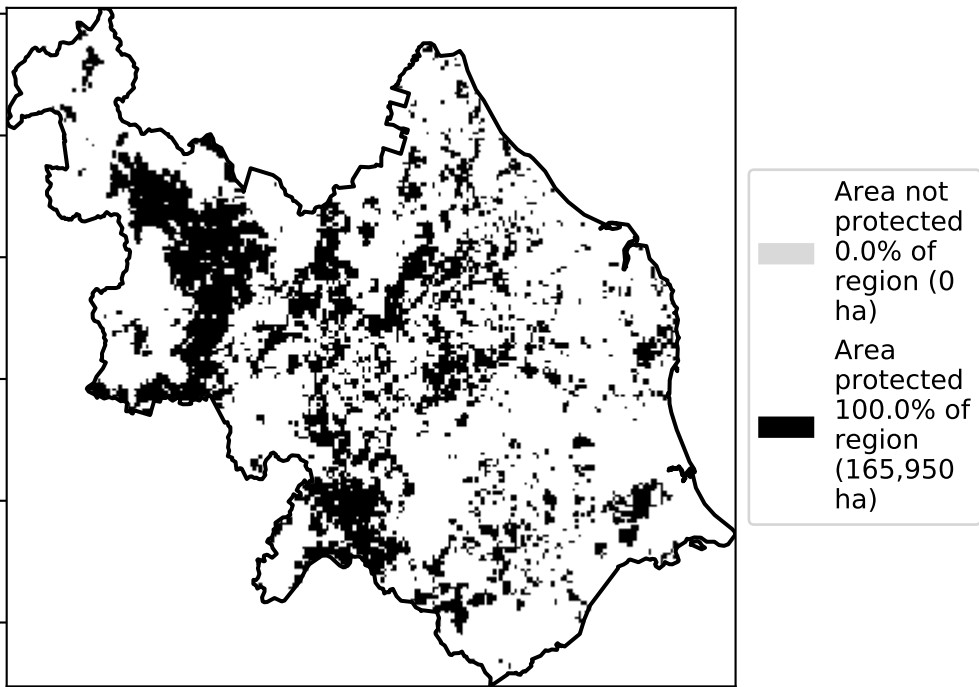 Area not
protected
0.0% of
region (0
ha)
Area
protected
100.0% of
region
(165,950
ha)